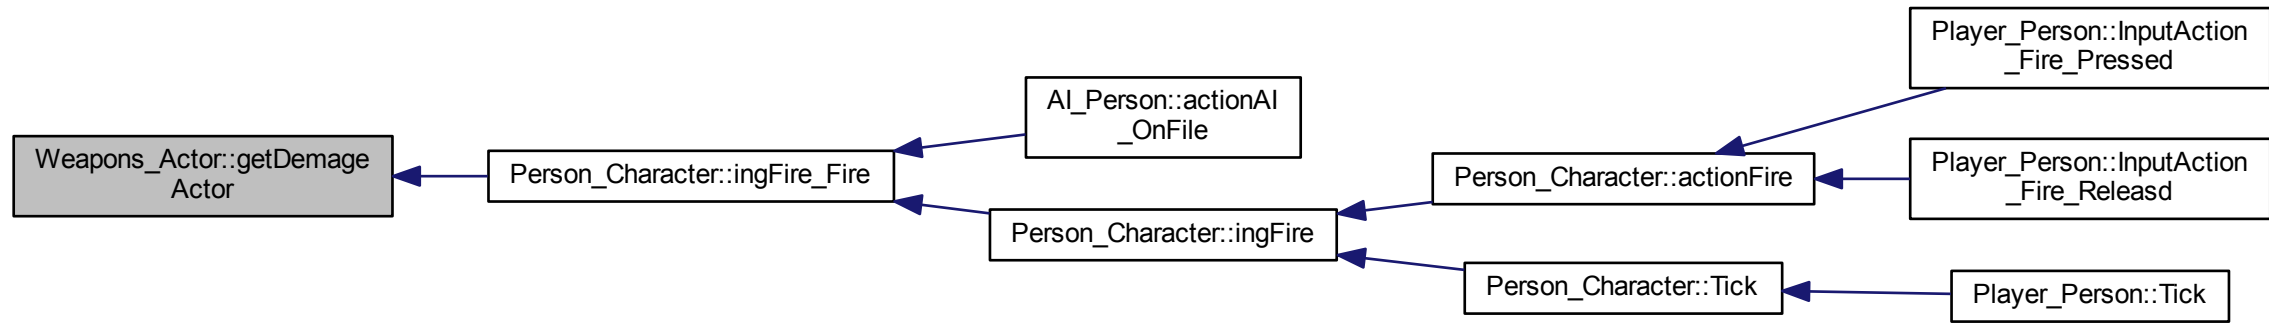 Weapons_Actor::getDemage
Actor
Person_Character::ingFire_Fire
AI_Person::actionAI
_OnFile
Person_Character::ingFire
Person_Character::actionFire
Player_Person::InputAction
_Fire_Pressed
Player_Person::InputAction
_Fire_Releasd
Person_Character::Tick
Player_Person::Tick